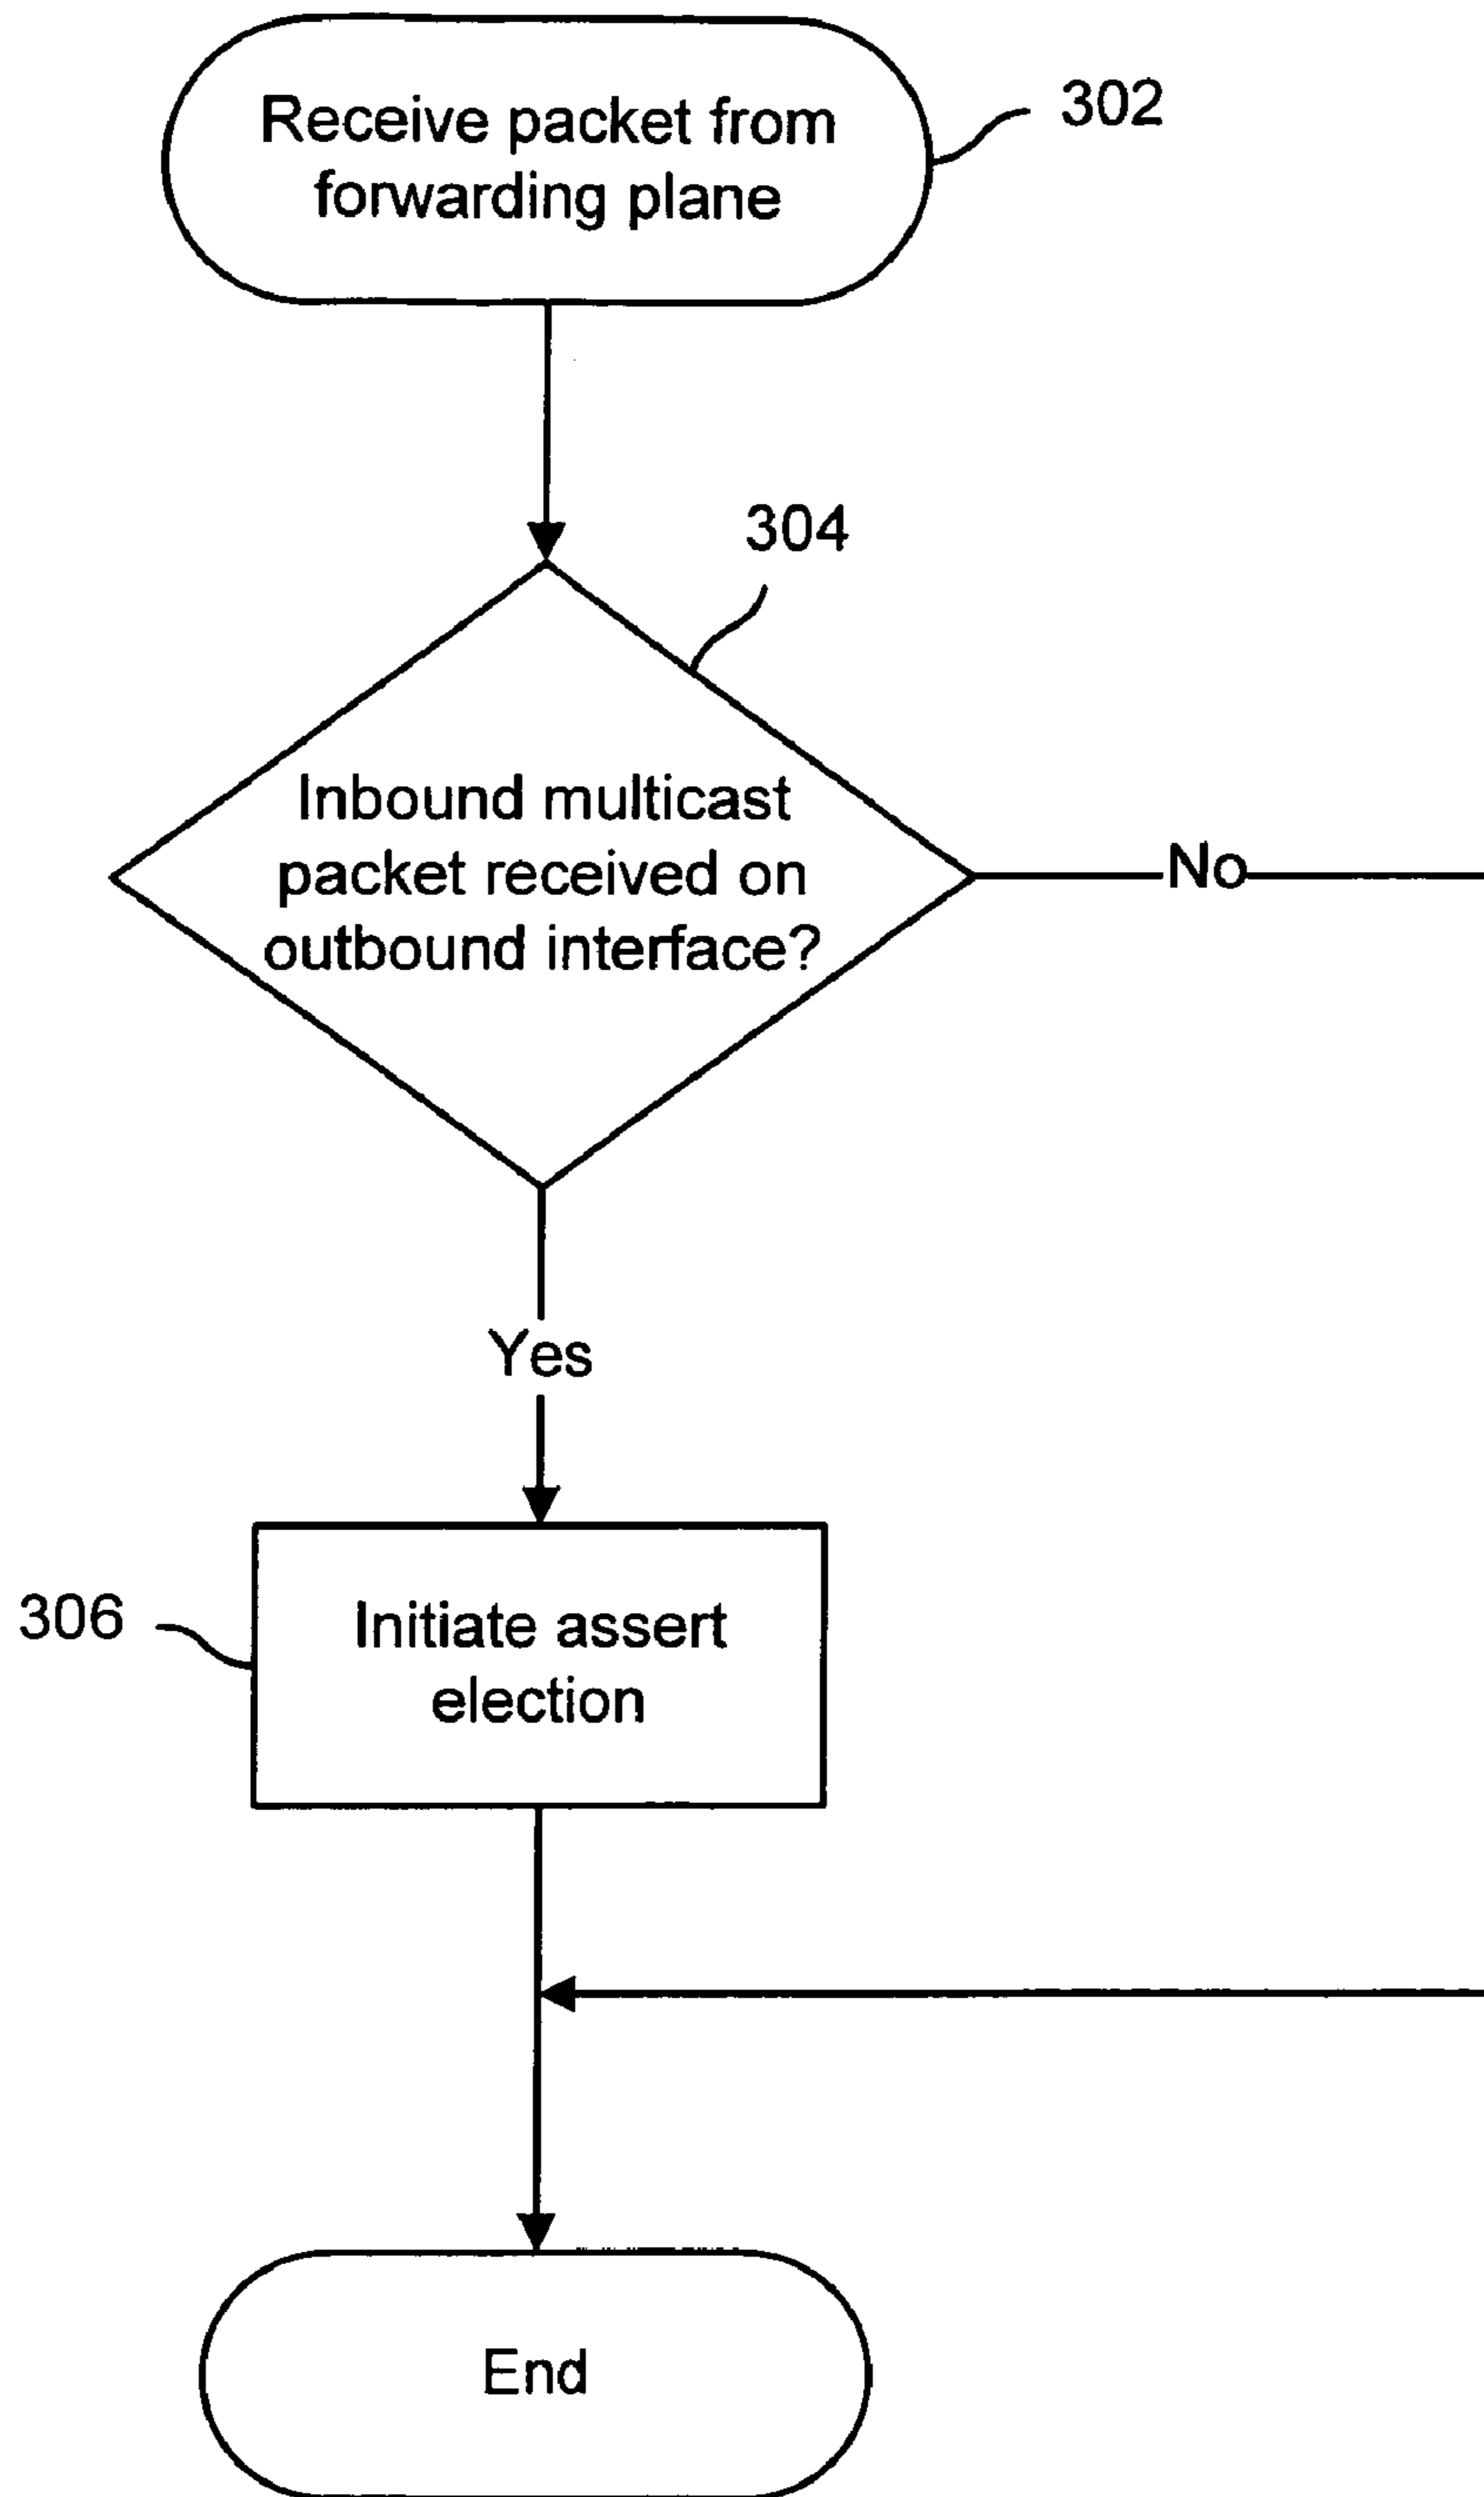 Receive packet from
forwarding plane
302
304
Inbound multicast
packet received on
outbound interface?
No
Yes
306
Initiate assert
election
End